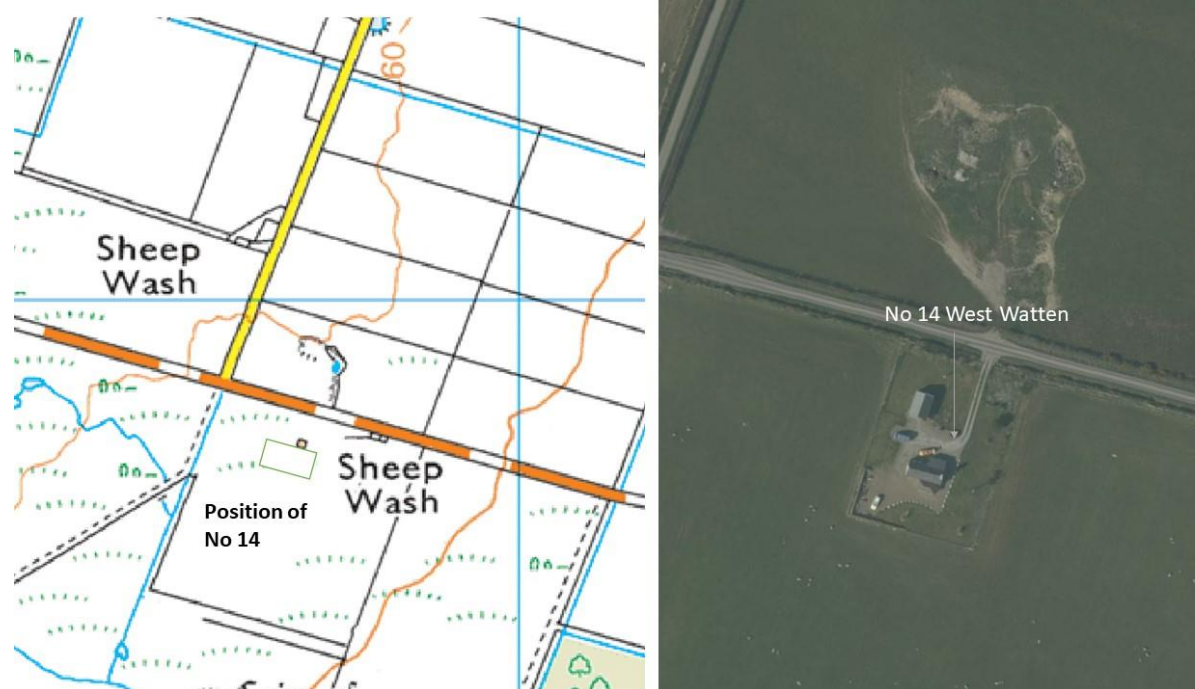 60
Sheep
Wash
Sheep
Wash
Position of
No 14
No 14 West Watten